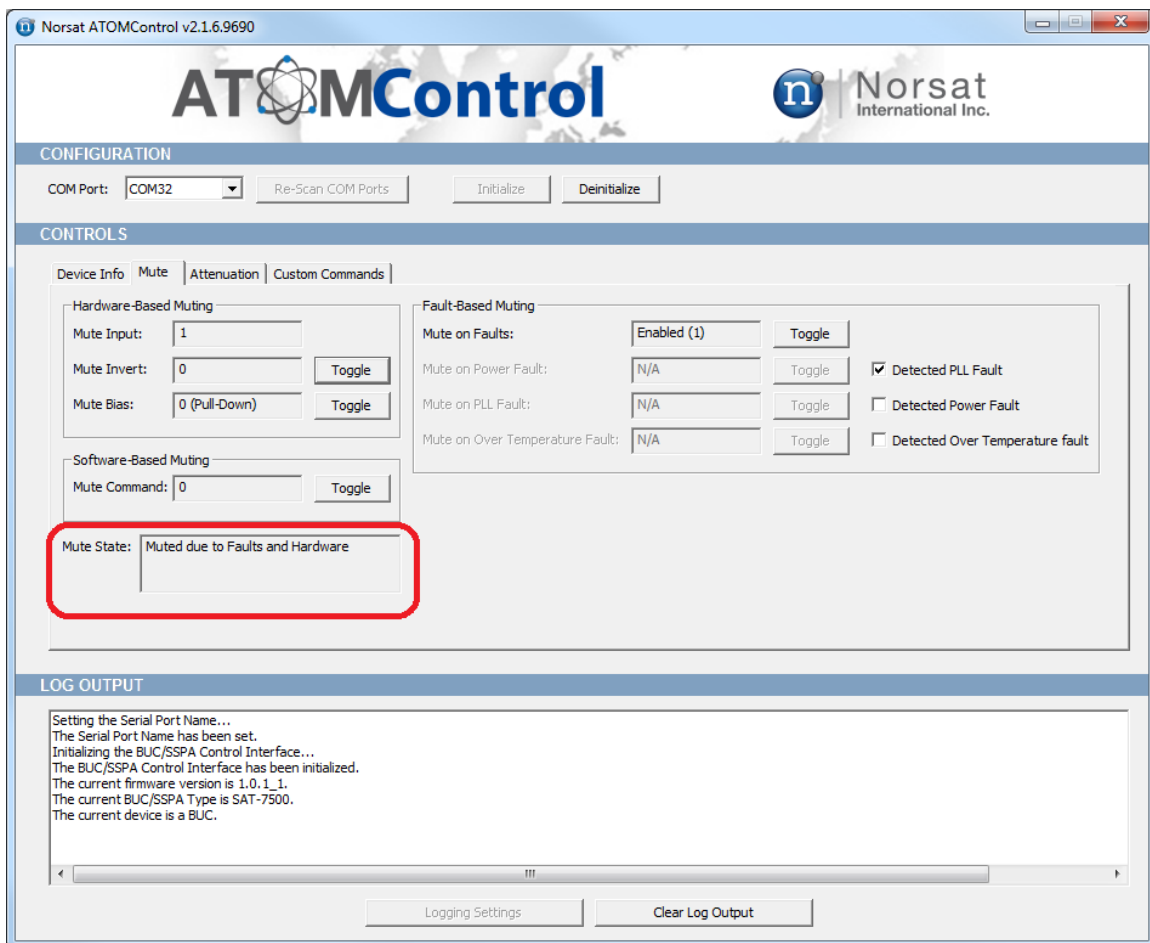 Norsat ATOMControl v2.1.6.9690
ATOMControl
n Norsat
International Inc.
CONFIGURATION
COM Port: COM32 Re-Scan COM Ports Initialize Deinitialize
CONTROLS
Device Info Mute Attenuation Custom Commands
Hardware-Based Muting
Mute Input: 1
Mute Invert: 0 Toggle
Mute Bias: 0 (Pull-Down) Toggle
Software-Based Muting
Mute Command: 0 Toggle
Mute State: Muted due to Faults and Hardware
Fault-Based Muting
Mute on Faults: Enabled (1) Toggle
Mute on Power Fault: N/A Toggle Detected PLL Fault
Mute on PLL Fault: N/A Toggle Detected Power Fault
Mute on Over Temperature Fault: N/A Toggle Detected Over Temperature fault
LOG OUTPUT
Setting the Serial Port Name...
The Serial Port Name has been set.
Initializing the BUC/SSPA Control Interface...
The BUC/SSPA Control Interface has been initialized.
The current firmware version is 1.0.1_1.
The current BUC/SSPA Type is SAT-7500.
The current device is a BUC.
Logging Settings Clear Log Output